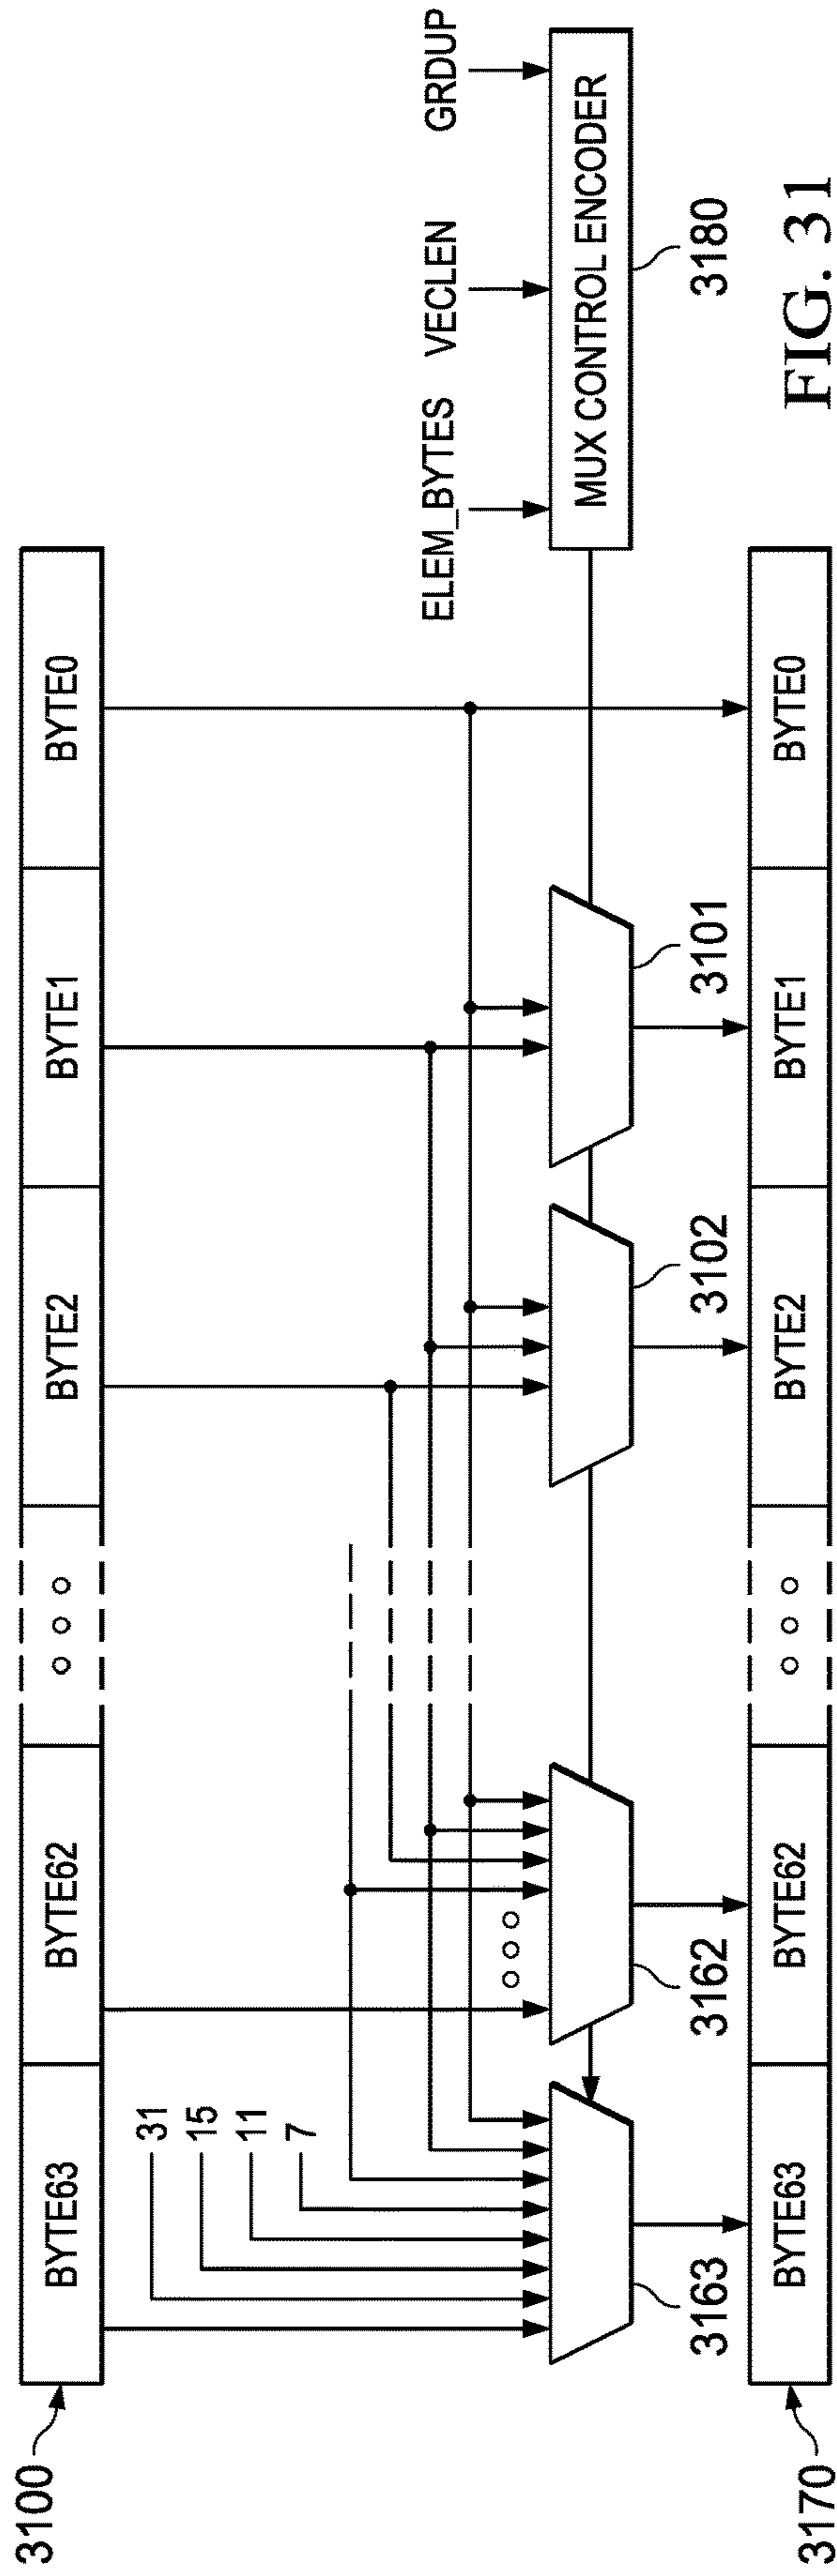 3100
BYTE63
BYTE62
BYTE2
BYTE1
BYTE0
31
15
11
7
ELEM_BYTES
VECLEN
GRDUP
MUX CONTROL ENCODER
3163
3162
3102
3101
3180
3170
BYTE63
BYTE62
BYTE2
BYTE1
BYTE0
FIG. 31